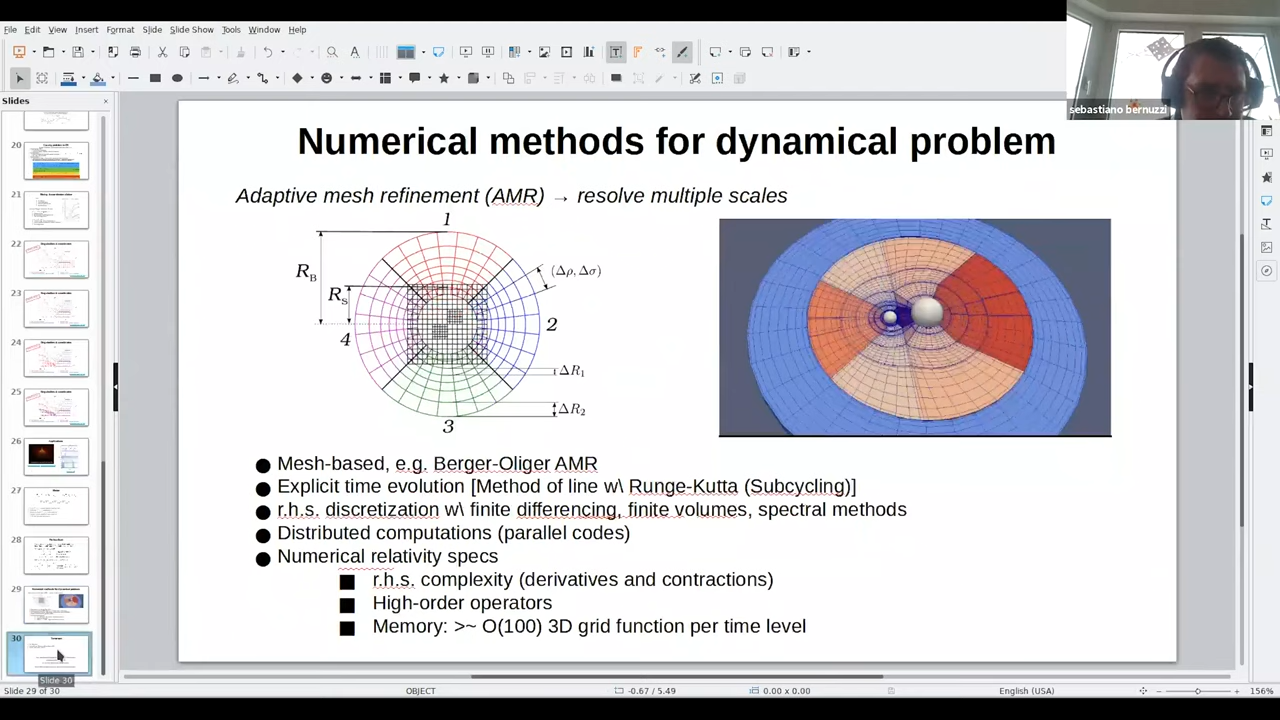 File Edit View Insert Format Slide Slide Show Tools Window Help
sebastiano bernuzzi
Slides
20
21
22
23
24
25
26
27
28
29
30
Slide 30
Numerical methods for dynamical problem
Adaptive mesh refinement (AMR) → resolve multiple scales
1
R_B
R_S
(Δρ, Δσ)
2
4
ΔR₁
ΔR₂
3
● Mesh-based, e.g. Berger-Oliger AMR
● Explicit time evolution [Method of line w\ Runge-Kutta (Subcycling)]
● r.h.s. discretization w\ finite differencing, finite volumes, spectral methods
● Distributed computations (parallel codes)
● Numerical relativity specs
■ r.h.s. complexity (derivatives and contractions)
■ High-order operators
■ Memory: >~ O(100) 3D grid function per time level
Slide 29 of 30
OBJECT
-0.67 / 5.49
0.00 x 0.00
English (USA)
156%